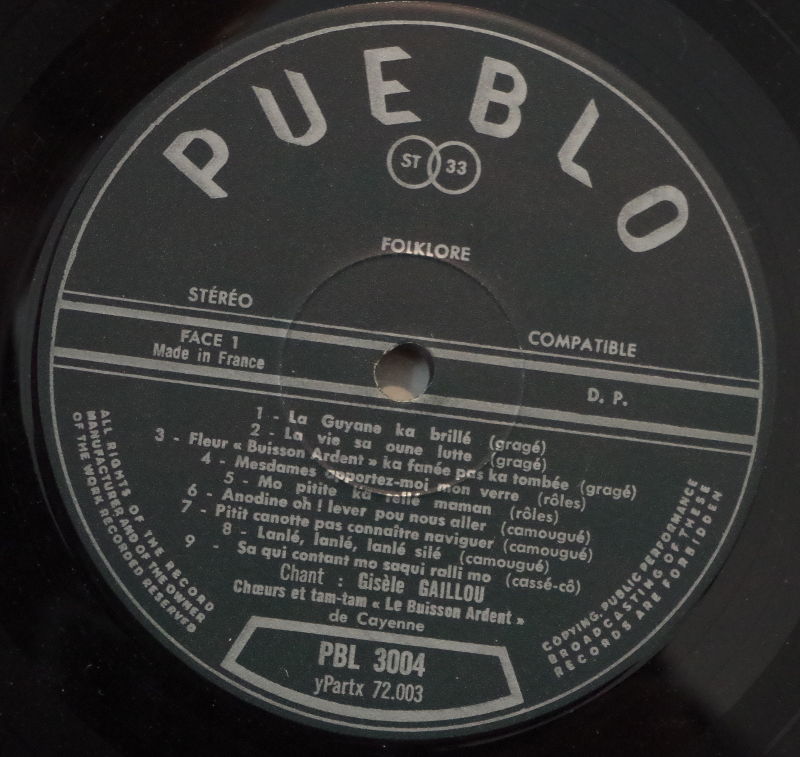 PUEBLO
ST 33
FOLKLORE
STÉRÉO
COMPATIBLE
FACE 1
Made in France
D. P.
1 - La Guyane ka brillé (gragé)
2 - La vie sa oune lutte (gragé)
3 - Fleur « Buisson Ardent » ka fanée pas ka tombée (gragé)
4 - Mesdames apportez-moi mon verre (rôles)
5 - Mo pitite ka rellé maman (rôles)
6 - Anodine oh ! lever pou nous aller (camougué)
7 - Pitit canotte pas connaître naviguer (camougué)
8 - Lanlé, lanlé, lanlé silé (camougué)
9 - Sa qui contant mo saqui ralli mo (cassé-cô)
Chant : Gisèle GAILLOU
Chœurs et tam-tam « Le Buisson Ardent »
de Cayenne
PBL 3004
yPartx 72.003
ALL RIGHTS OF THE RECORD
MANUFACTURER AND OF THE OWNER
OF THE WORK RECORDED RESERVED
COPYING, PUBLIC PERFORMANCE
BROADCASTING OF THESE
RECORDS ARE FORBIDDEN